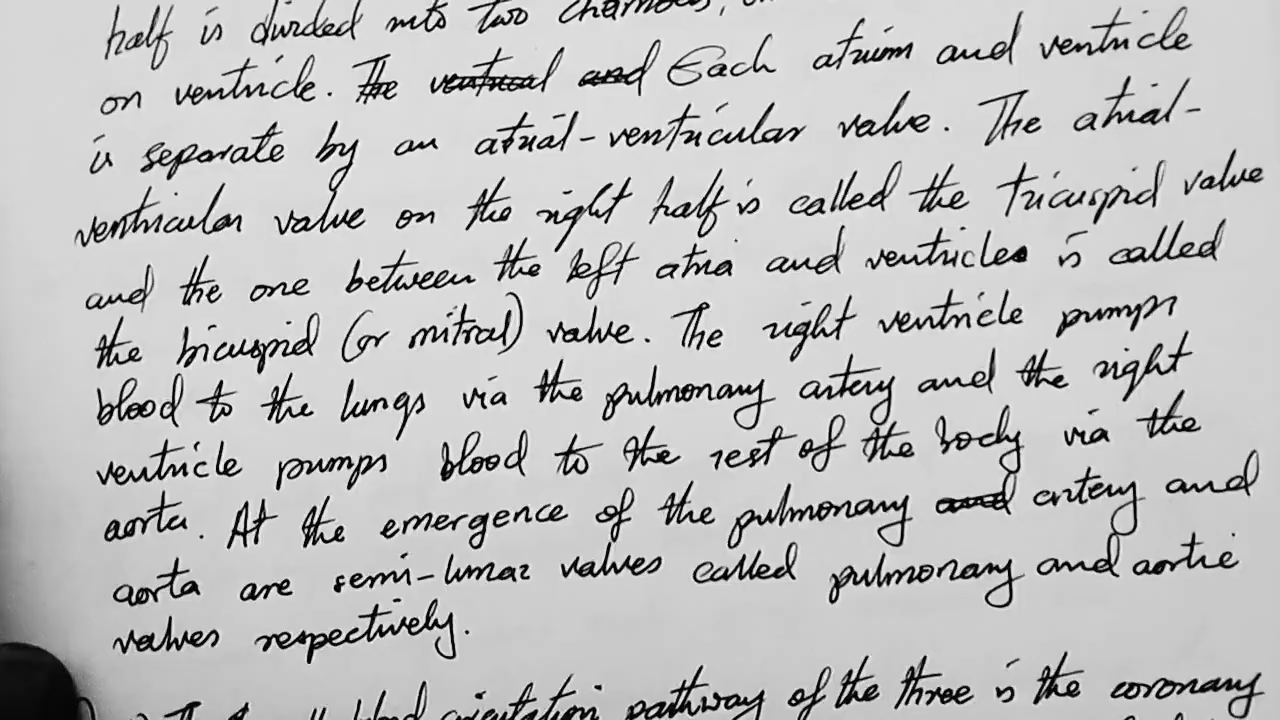 half is divided into two chambers,
on ventricle. The ventrical and Each atrium and ventricle
is separate by an atrial-ventricular valve. The atrial-
ventricular valve on the right half is called the tricuspid valve
and the one between the left atria and ventricles is called
the bicuspid (or mitral) valve. The right ventricle pumps
blood to the lungs via the pulmonary artery and the right
ventricle pumps blood to the rest of the body via the
aorta. At the emergence of the pulmonary and artery and
aorta are semi-lunar valves called pulmonary and aortic
valves respectively.
blood pathway of the three is the coronary